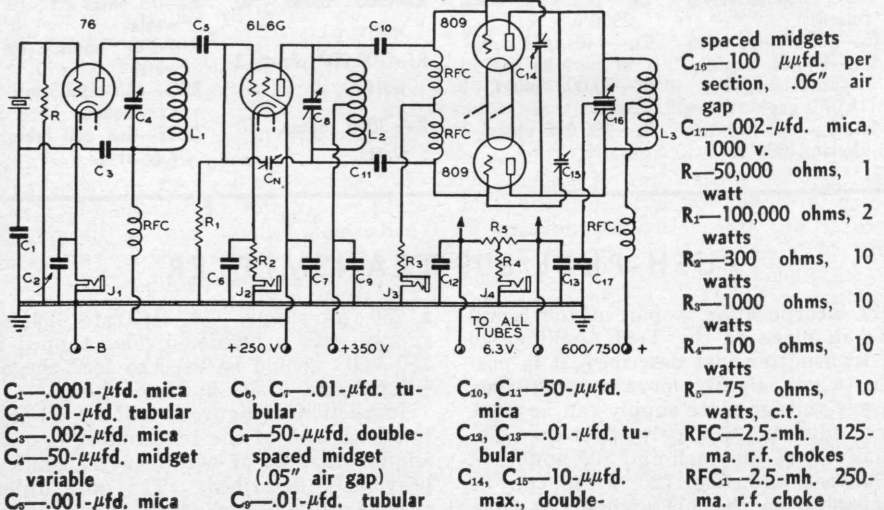 76
C₅
6L6G
C₁₀
809
C₁₄
RFC
R
C₄
L₁
C₈
L₂
RFC
C₁₆
L₃
C₃
C_N
C₁₁
809
C₁₅
RFC
R₁
R₅
RFC₁
C₁
C₂
J₁
C₆
R₂
J₂
C₇
C₉
R₃
J₃
C₁₂
R₄
J₄
C₁₃
C₁₇
TO ALL
TUBES
–B
+250 V.
+350V.
6.3V.
600/750
+
C₁—.0001-μfd. mica
C₂—.01-μfd. tubular
C₃—.002-μfd. mica
C₄—50-μμfd. midget
variable
C₅—.001-μfd. mica
C₆, C₇—.01-μfd. tu-
bular
C₈—50-μμfd. double-
spaced midget
(.05" air gap)
C₉—.01-μfd. tubular
C₁₀, C₁₁—50-μμfd.
mica
C₁₂, C₁₃—.01-μfd. tu-
bular
C₁₄, C₁₅—10-μμfd.
max., double-
spaced midgets
C₁₆—100 μμfd. per
section, .06" air
gap
C₁₇—.002-μfd. mica,
1000 v.
R—50,000 ohms, 1
watt
R₁—100,000 ohms, 2
watts
R₂—300 ohms, 10
watts
R₃—1000 ohms, 10
watts
R₄—100 ohms, 10
watts
R₅—75 ohms, 10
watts, c.t.
RFC—2.5-mh. 125-
ma. r.f. chokes
RFC₁—2.5-mh. 250-
ma. r.f. choke